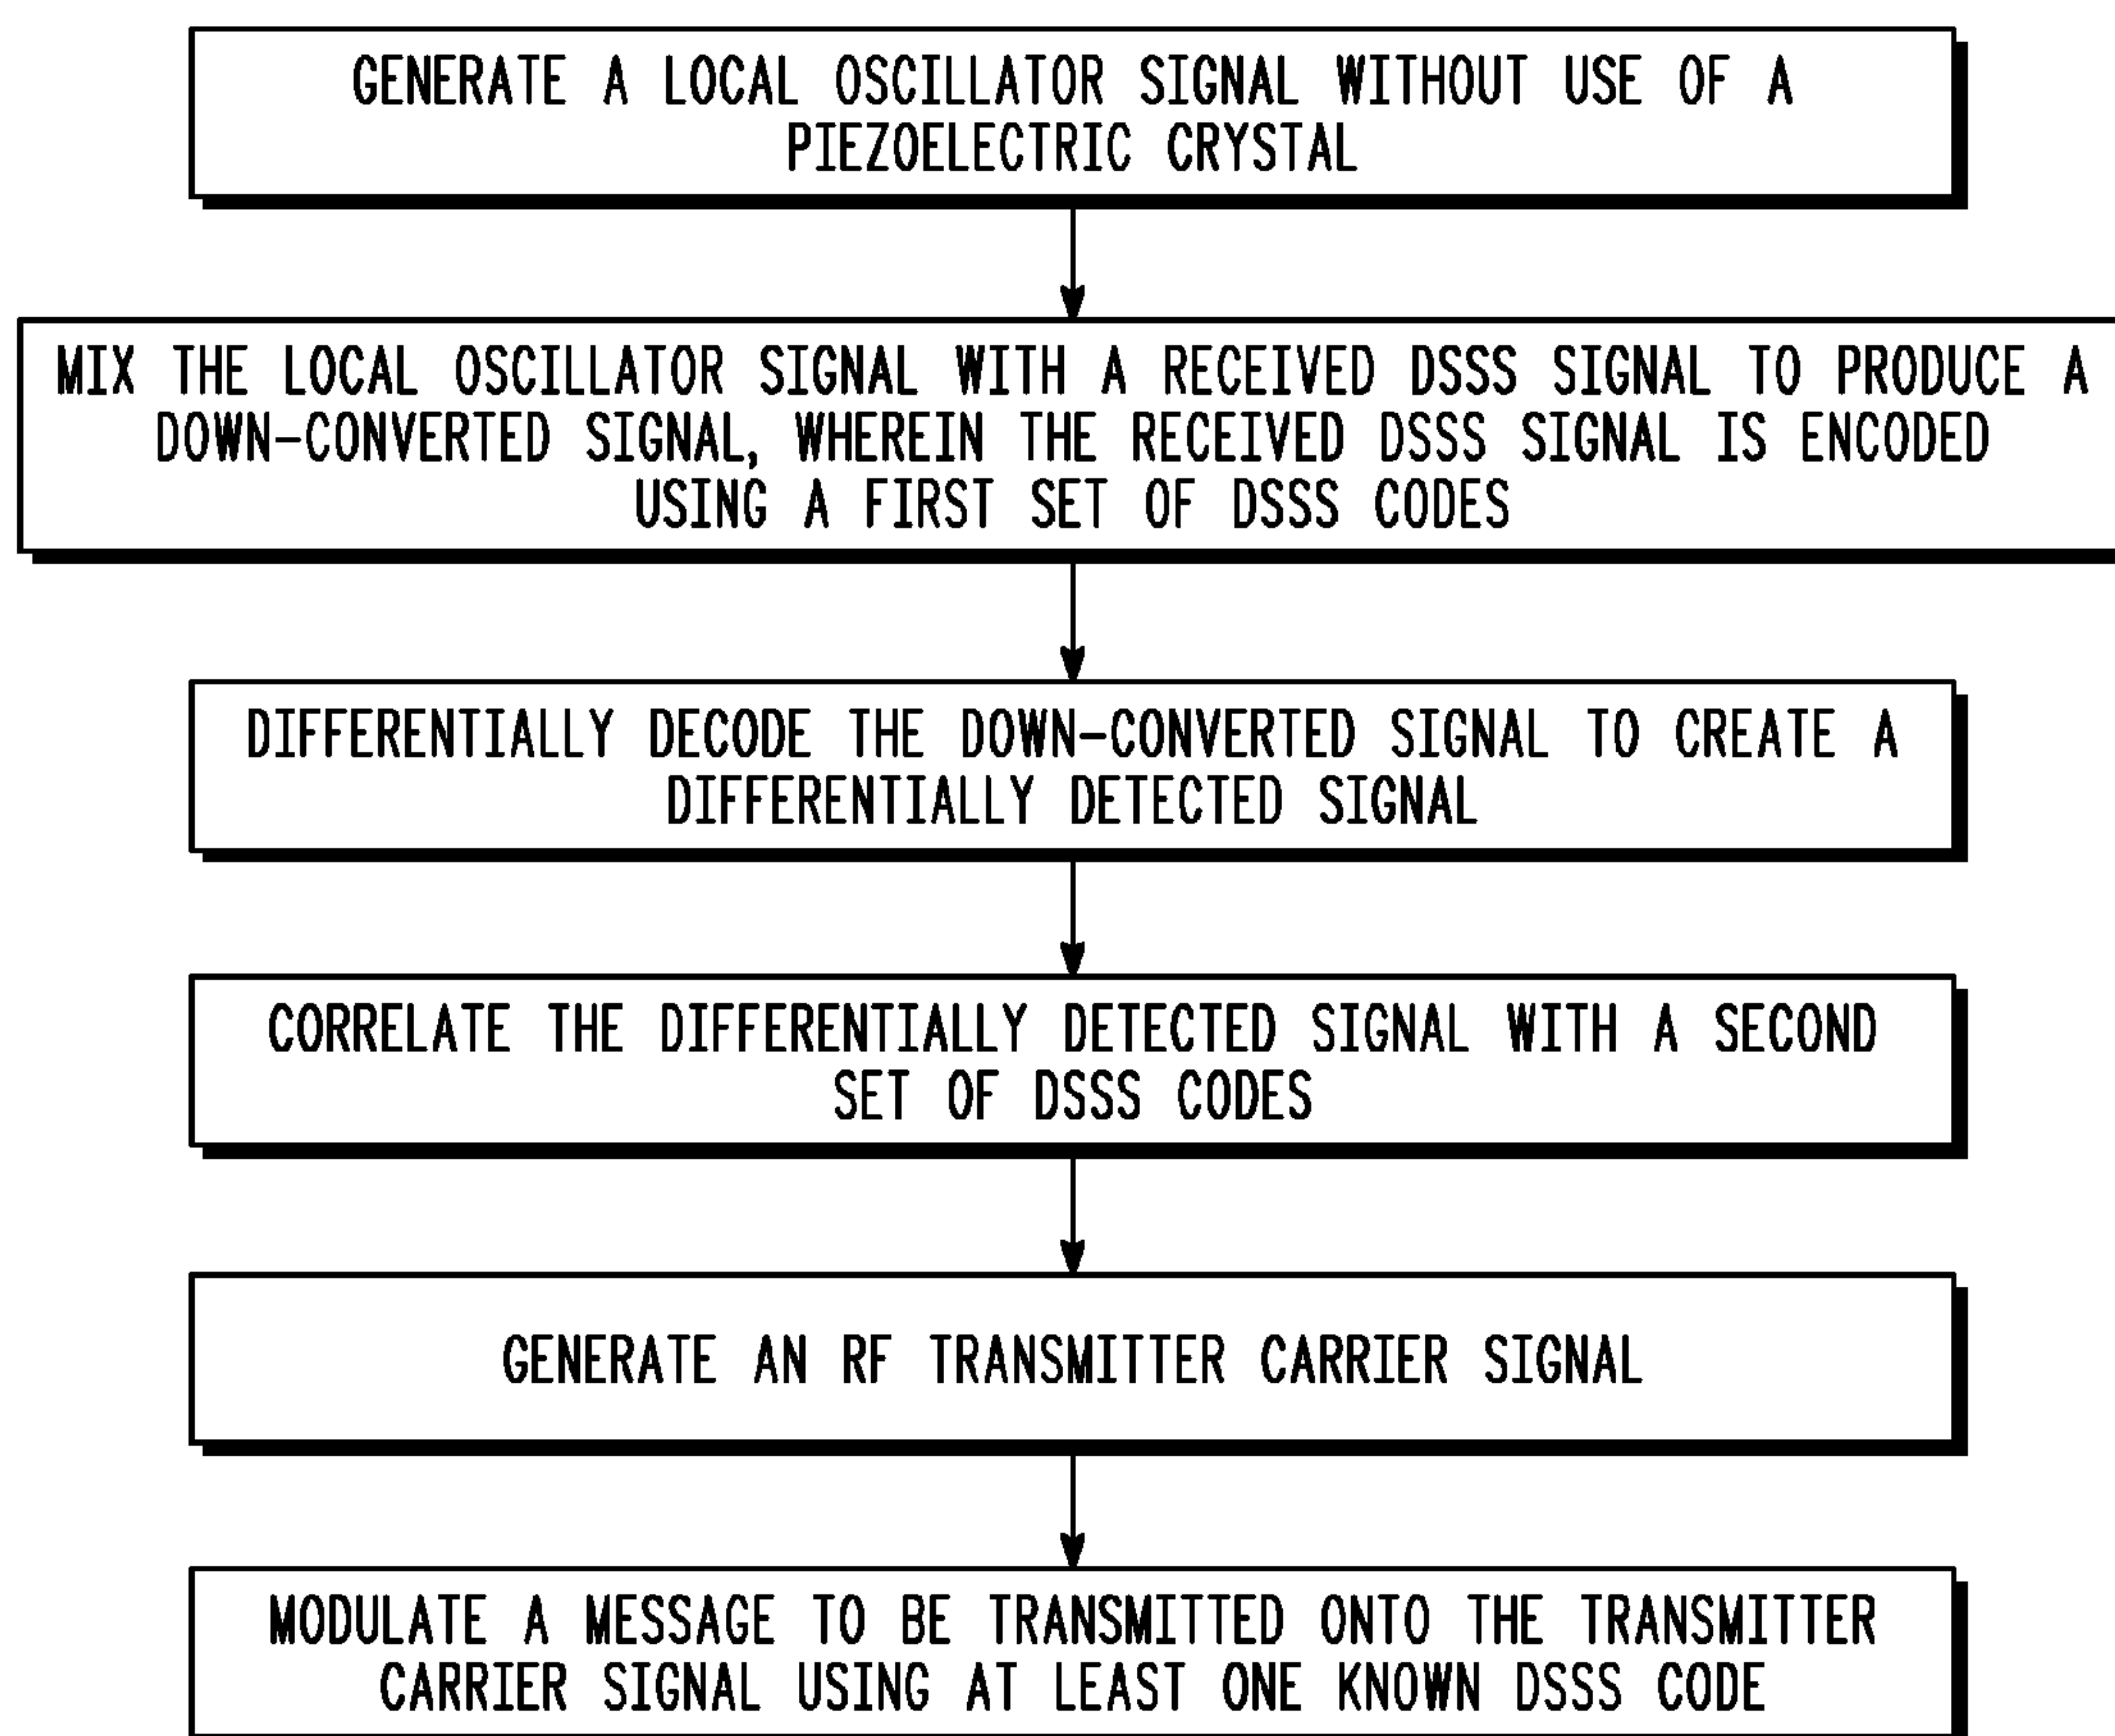 GENERATE A LOCAL OSCILLATOR SIGNAL WITHOUT USE OF A
PIEZOELECTRIC CRYSTAL
MIX THE LOCAL OSCILLATOR SIGNAL WITH A RECEIVED DSSS SIGNAL TO PRODUCE A
DOWN-CONVERTED SIGNAL, WHEREIN THE RECEIVED DSSS SIGNAL IS ENCODED
USING A FIRST SET OF DSSS CODES
DIFFERENTIALLY DECODE THE DOWN-CONVERTED SIGNAL TO CREATE A
DIFFERENTIALLY DETECTED SIGNAL
CORRELATE THE DIFFERENTIALLY DETECTED SIGNAL WITH A SECOND
SET OF DSSS CODES
GENERATE AN RF TRANSMITTER CARRIER SIGNAL
MODULATE A MESSAGE TO BE TRANSMITTED ONTO THE TRANSMITTER
CARRIER SIGNAL USING AT LEAST ONE KNOWN DSSS CODE